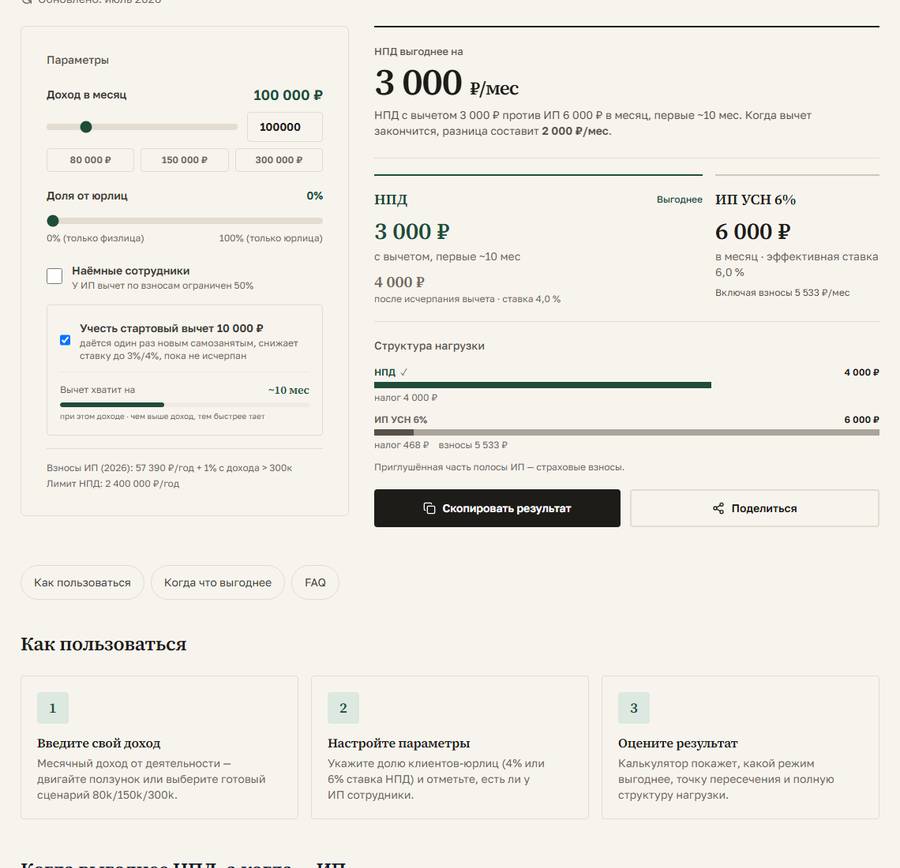 Обновлено: июль 2026
Параметры
Доход в месяц
100 000 ₽
100000
80 000 ₽
150 000 ₽
300 000 ₽
Доля от юрлиц
0%
0% (только физлица)
100% (только юрлица)
Наёмные сотрудники
У ИП вычет по взносам ограничен 50%
Учесть стартовый вычет 10 000 ₽
даётся один раз новым самозанятым, снижает
ставку до 3%/4%, пока не исчерпан
Вычет хватит на
~10 мес
при этом доходе · чем выше доход, тем быстрее тает
Взносы ИП (2026): 57 390 ₽/год + 1% с дохода > 300к
Лимит НПД: 2 400 000 ₽/год
НПД выгоднее на
3 000 ₽/мес
НПД с вычетом 3 000 ₽ против ИП 6 000 ₽ в месяц, первые ~10 мес. Когда вычет
закончится, разница составит 2 000 ₽/мес.
НПД
Выгоднее
3 000 ₽
с вычетом, первые ~10 мес
4 000 ₽
после исчерпания вычета · ставка 4,0 %
ИП УСН 6%
6 000 ₽
в месяц · эффективная ставка
6,0 %
Включая взносы 5 533 ₽/мес
Структура нагрузки
НПД ✓
4 000 ₽
налог 4 000 ₽
ИП УСН 6%
6 000 ₽
налог 468 ₽ взносы 5 533 ₽
Приглушённая часть полосы ИП — страховые взносы.
Скопировать результат
Поделиться
Как пользоваться
Когда что выгоднее
FAQ
Как пользоваться
1
Введите свой доход
Месячный доход от деятельности —
двигайте ползунок или выберите готовый
сценарий 80k/150k/300k.
2
Настройте параметры
Укажите долю клиентов-юрлиц (4% или
6% ставка НПД) и отметьте, есть ли у
ИП сотрудники.
3
Оцените результат
Калькулятор покажет, какой режим
выгоднее, точку пересечения и полную
структуру нагрузки.
Когда выгоднее НПД, а когда — ИП